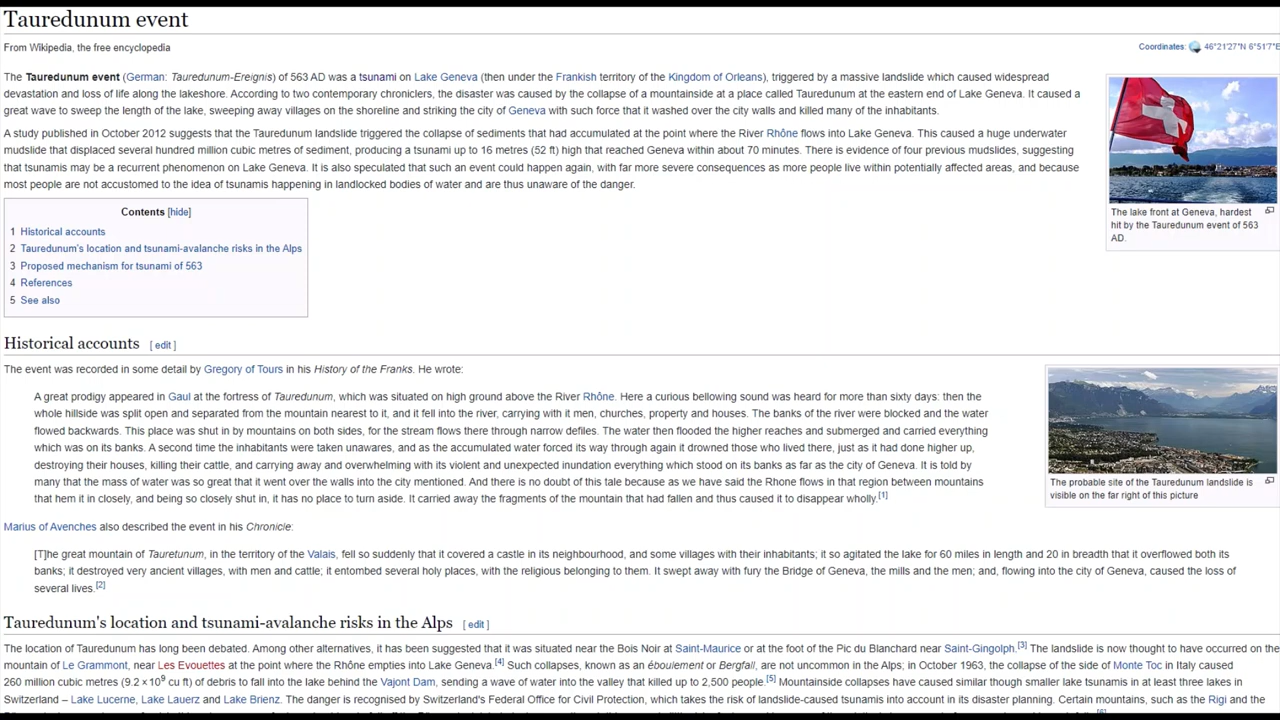 Tauredunum event
From Wikipedia, the free encyclopedia
Coordinates: 46°21′27″N 6°51′7″E
The Tauredunum event (German: Tauredunum-Ereignis) of 563 AD was a tsunami on Lake Geneva (then under the Frankish territory of the Kingdom of Orleans), triggered by a massive landslide which caused widespread
devastation and loss of life along the lakeshore. According to two contemporary chroniclers, the disaster was caused by the collapse of a mountainside at a place called Tauredunum at the eastern end of Lake Geneva. It caused a
great wave to sweep the length of the lake, sweeping away villages on the shoreline and striking the city of Geneva with such force that it washed over the city walls and killed many of the inhabitants.
A study published in October 2012 suggests that the Tauredunum landslide triggered the collapse of sediments that had accumulated at the point where the River Rhône flows into Lake Geneva. This caused a huge underwater
mudslide that displaced several hundred million cubic metres of sediment, producing a tsunami up to 16 metres (52 ft) high that reached Geneva within about 70 minutes. There is evidence of four previous mudslides, suggesting
that tsunamis may be a recurrent phenomenon on Lake Geneva. It is also speculated that such an event could happen again, with far more severe consequences as more people live within potentially affected areas, and because
most people are not accustomed to the idea of tsunamis happening in landlocked bodies of water and are thus unaware of the danger.
The lake front at Geneva, hardest
hit by the Tauredunum event of 563
AD.
Contents [hide]
1 Historical accounts
2 Tauredunum's location and tsunami-avalanche risks in the Alps
3 Proposed mechanism for tsunami of 563
4 References
5 See also
Historical accounts [ edit ]
The event was recorded in some detail by Gregory of Tours in his History of the Franks. He wrote:
A great prodigy appeared in Gaul at the fortress of Tauredunum, which was situated on high ground above the River Rhône. Here a curious bellowing sound was heard for more than sixty days: then the
whole hillside was split open and separated from the mountain nearest to it, and it fell into the river, carrying with it men, churches, property and houses. The banks of the river were blocked and the water
flowed backwards. This place was shut in by mountains on both sides, for the stream flows there through narrow defiles. The water then flooded the higher reaches and submerged and carried everything
which was on its banks. A second time the inhabitants were taken unawares, and as the accumulated water forced its way through again it drowned those who lived there, just as it had done higher up,
destroying their houses, killing their cattle, and carrying away and overwhelming with its violent and unexpected inundation everything which stood on its banks as far as the city of Geneva. It is told by
many that the mass of water was so great that it went over the walls into the city mentioned. And there is no doubt of this tale because as we have said the Rhone flows in that region between mountains
that hem it in closely, and being so closely shut in, it has no place to turn aside. It carried away the fragments of the mountain that had fallen and thus caused it to disappear wholly.[1]
The probable site of the Tauredunum landslide is
visible on the far right of this picture
Marius of Avenches also described the event in his Chronicle:
[T]he great mountain of Tauretunum, in the territory of the Valais, fell so suddenly that it covered a castle in its neighbourhood, and some villages with their inhabitants; it so agitated the lake for 60 miles in length and 20 in breadth that it overflowed both its
banks; it destroyed very ancient villages, with men and cattle; it entombed several holy places, with the religious belonging to them. It swept away with fury the Bridge of Geneva, the mills and the men; and, flowing into the city of Geneva, caused the loss of
several lives.[2]
Tauredunum's location and tsunami-avalanche risks in the Alps [ edit ]
The location of Tauredunum has long been debated. Among other alternatives, it has been suggested that it was situated near the Bois Noir at Saint-Maurice or at the foot of the Pic du Blanchard near Saint-Gingolph.[3] The landslide is now thought to have occurred on the
mountain of Le Grammont, near Les Evouettes at the point where the Rhône empties into Lake Geneva.[4] Such collapses, known as an éboulement or Bergfall, are not uncommon in the Alps; in October 1963, the collapse of the side of Monte Toc in Italy caused
260 million cubic metres (9.2 × 10⁹ cu ft) of debris to fall into the lake behind the Vajont Dam, sending a wave of water into the valley that killed up to 2,500 people.[5] Mountainside collapses have caused similar though smaller lake tsunamis in at least three lakes in
Switzerland – Lake Lucerne, Lake Lauerz and Lake Brienz. The danger is recognised by Switzerland's Federal Office for Civil Protection, which takes the risk of landslide-caused tsunamis into account in its disaster planning. Certain mountains, such as the Rigi and the